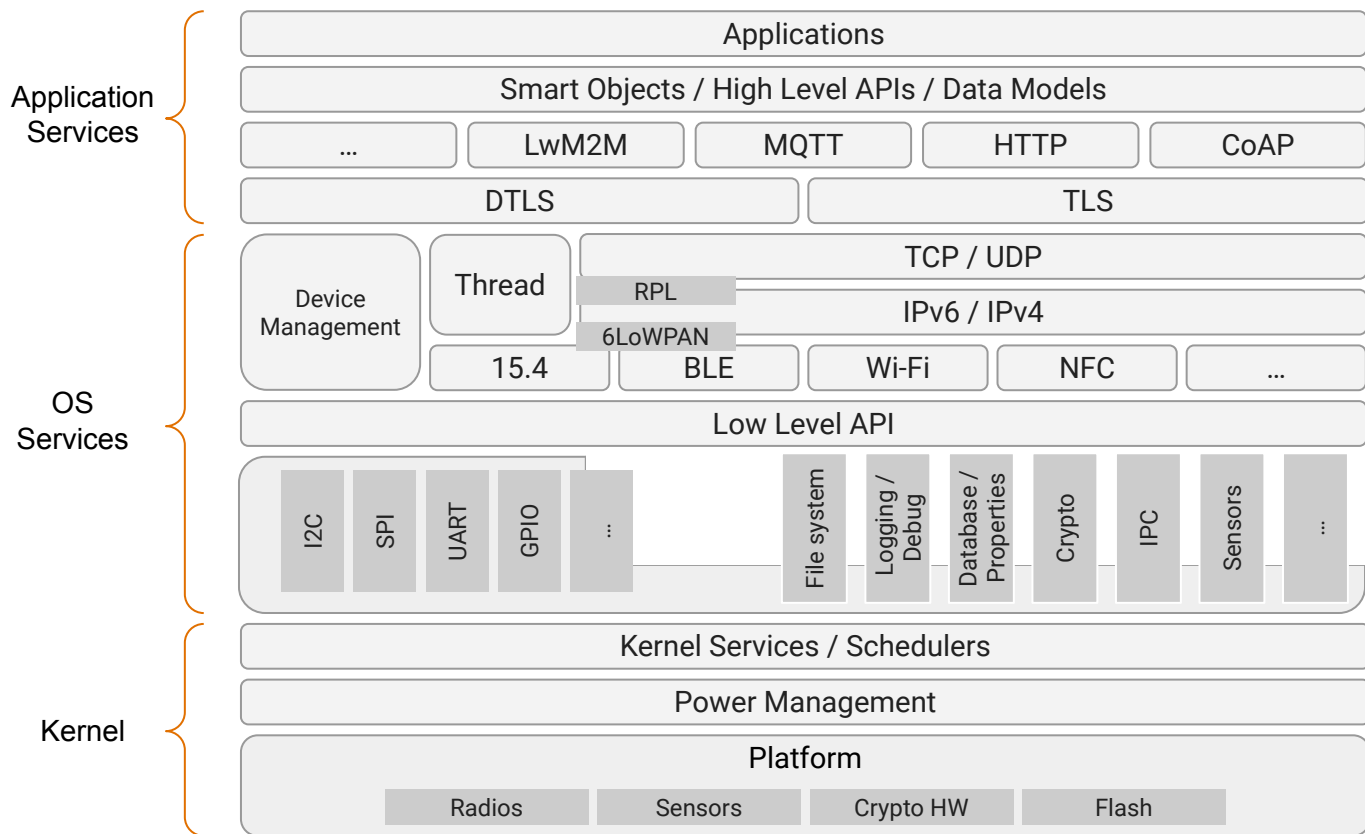 Applications
Application
Services
Smart Objects / High Level APIs / Data Models
...
LwM2M
MQTT
HTTP
CoAP
DTLS
TLS
Device
Management
Thread
TCP / UDP
RPL
IPv6 / IPv4
6LoWPAN
15.4
BLE
Wi-Fi
NFC
...
OS
Services
Low Level API
I2C
SPI
UART
GPIO
...
File system
Logging /
Debug
Database /
Properties
Crypto
IPC
Sensors
...
Kernel
Kernel Services / Schedulers
Power Management
Platform
Radios
Sensors
Crypto HW
Flash